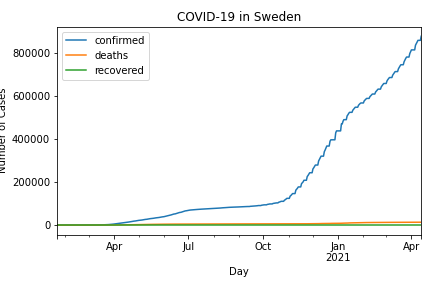 COVID-19 in Sweden
confirmed
deaths
recovered
800000
600000
400000
200000
0
Number of Cases
Apr
Jul
Oct
Jan
2021
Apr
Day